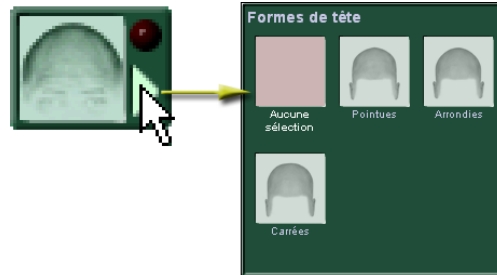 Formes de tête
Aucune
sélection
Pointues
Arrondies
Carrées